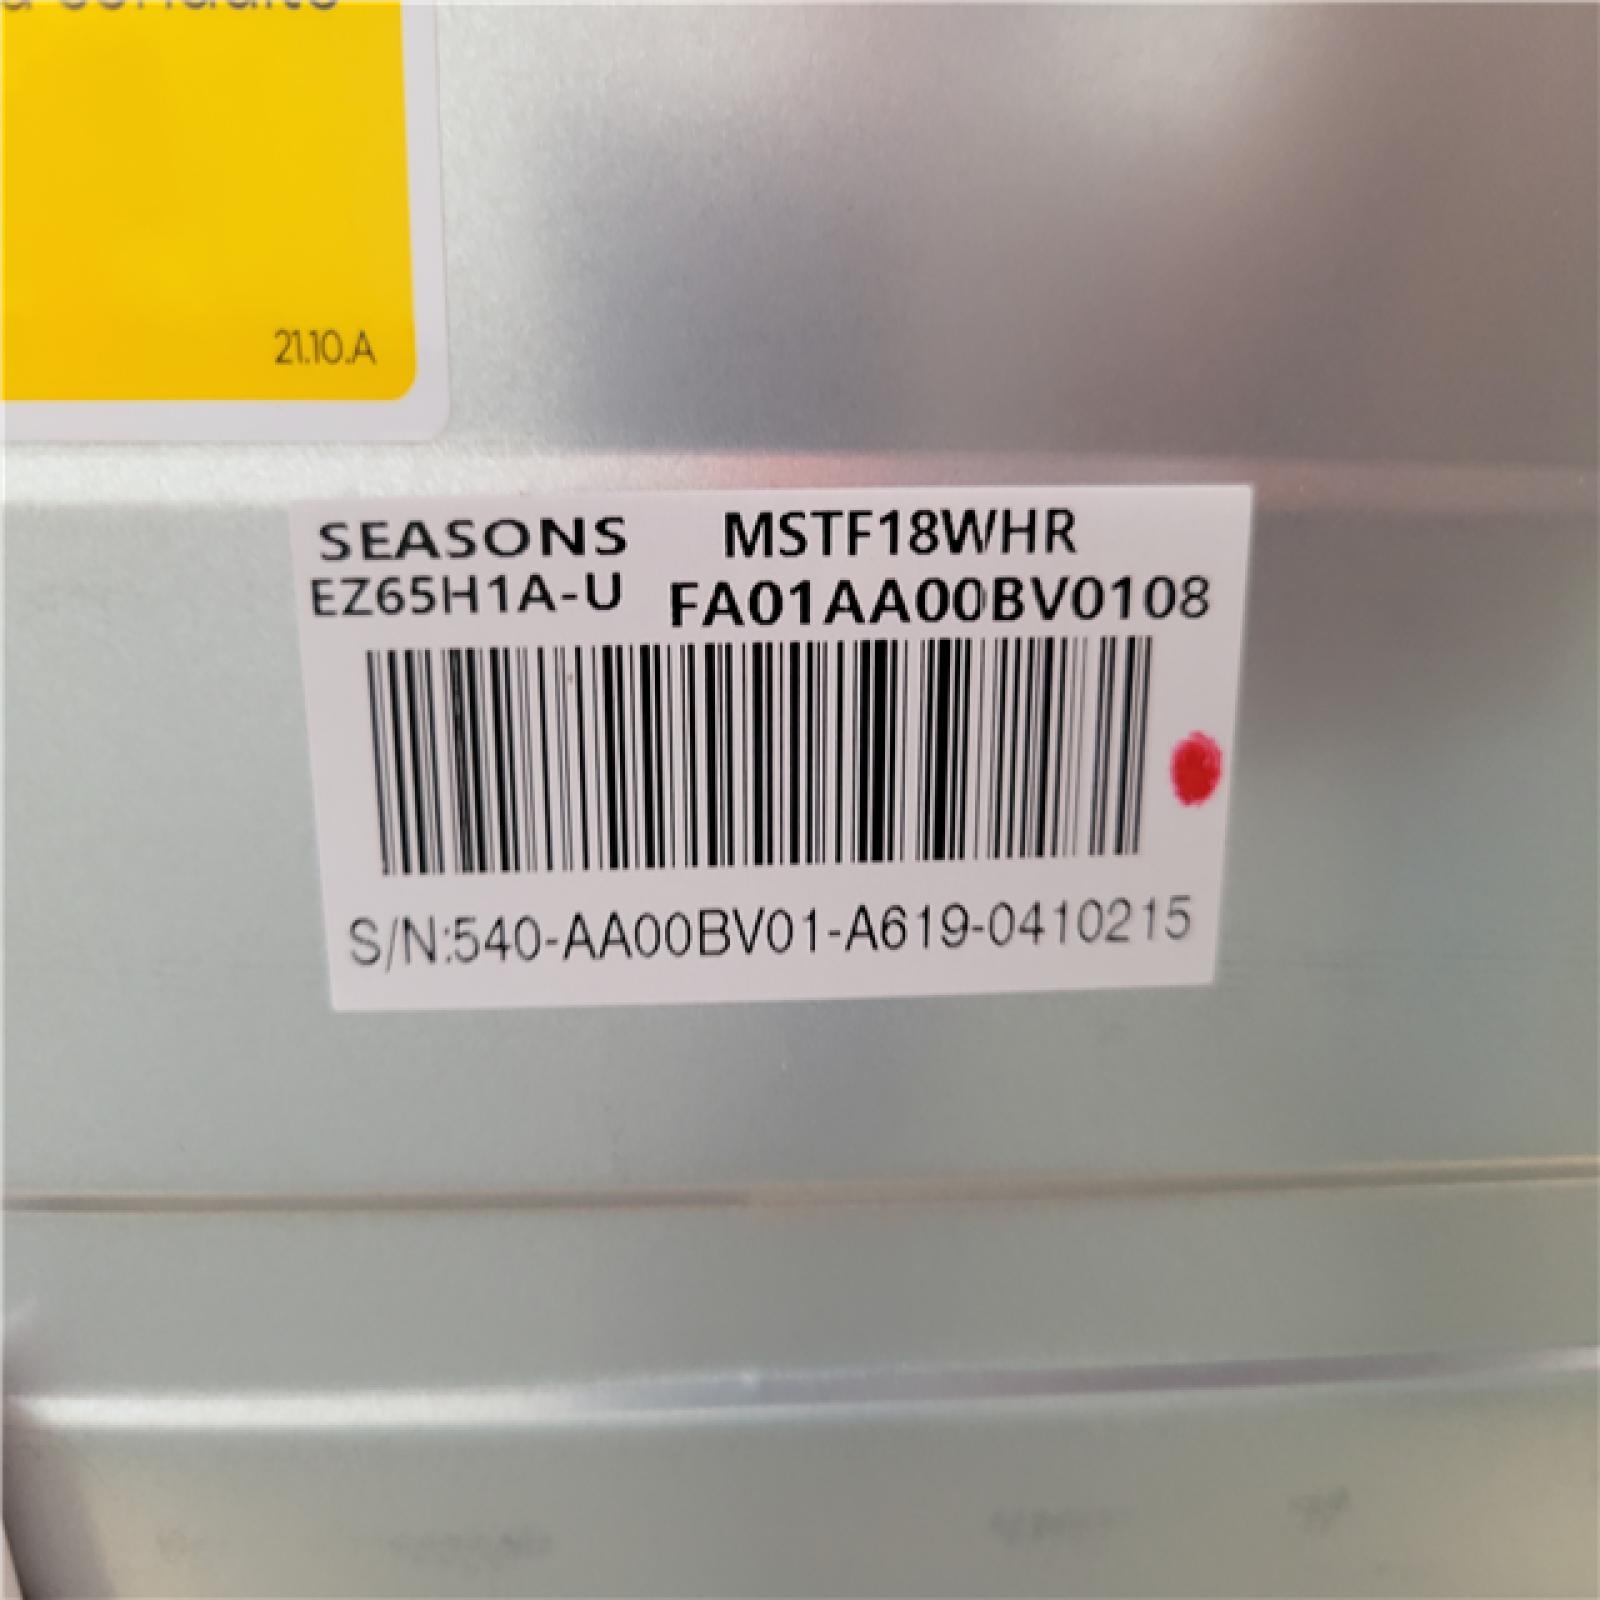 21.10.A
SEASONS MSTF18WHR
EZ65H1A-U FA01AA00BV0108
S/N:540-AA00BV01-A619-0410215